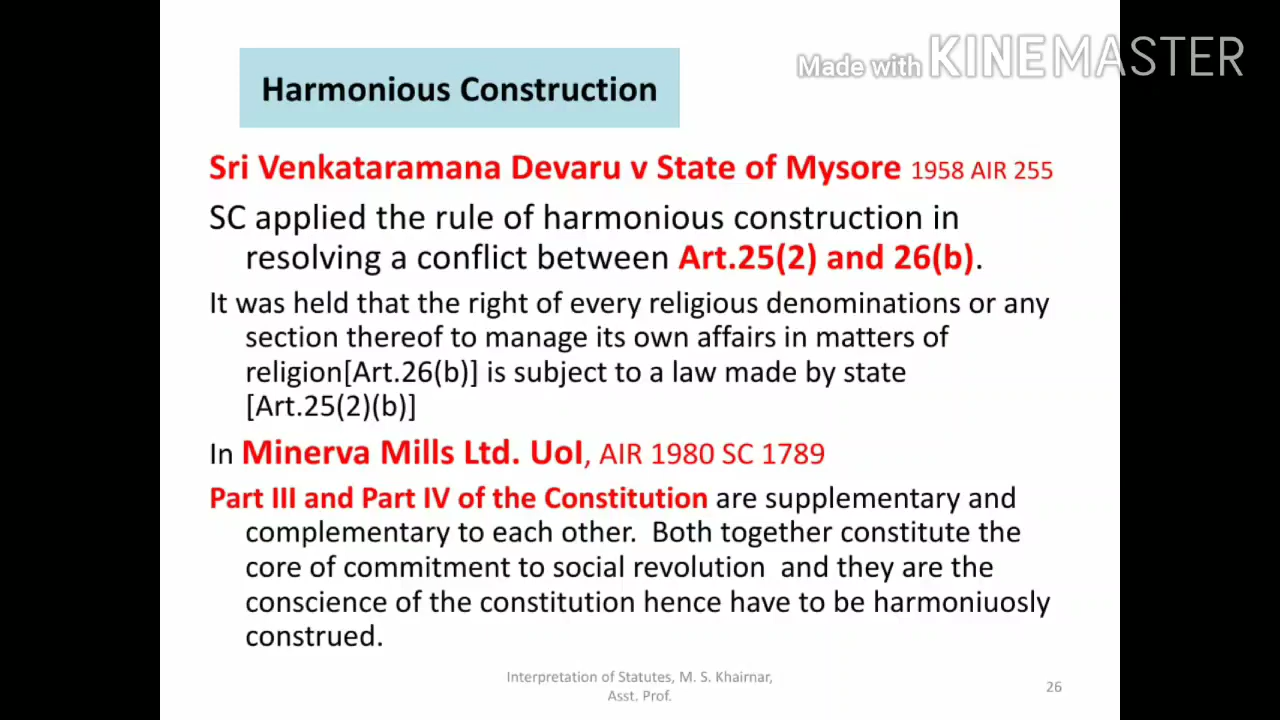 Made with KINEMASTER
Harmonious Construction
Sri Venkataramana Devaru v State of Mysore 1958 AIR 255
SC applied the rule of harmonious construction in
resolving a conflict between Art.25(2) and 26(b).
It was held that the right of every religious denominations or any
section thereof to manage its own affairs in matters of
religion[Art.26(b)] is subject to a law made by state
[Art.25(2)(b)]
In Minerva Mills Ltd. UoI, AIR 1980 SC 1789
Part III and Part IV of the Constitution are supplementary and
complementary to each other.  Both together constitute the
core of commitment to social revolution  and they are the
conscience of the constitution hence have to be harmoniuosly
construed.
Interpretation of Statutes, M. S. Khairnar,
Asst. Prof.
26